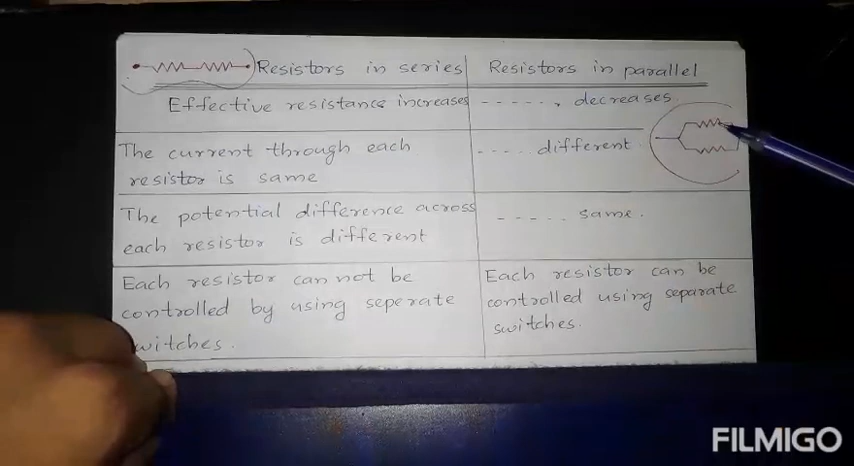 Resistors in series
Resistors in parallel
Effective resistance increases
- - - - - , decreases
The current through each
resistor is same
- - - - - different
The potential difference across
each resistor is different
- - - - - same.
Each resistor can not be
controlled by using seperate
witches.
Each resistor can be
controlled using separate
switches.
FILMIGO